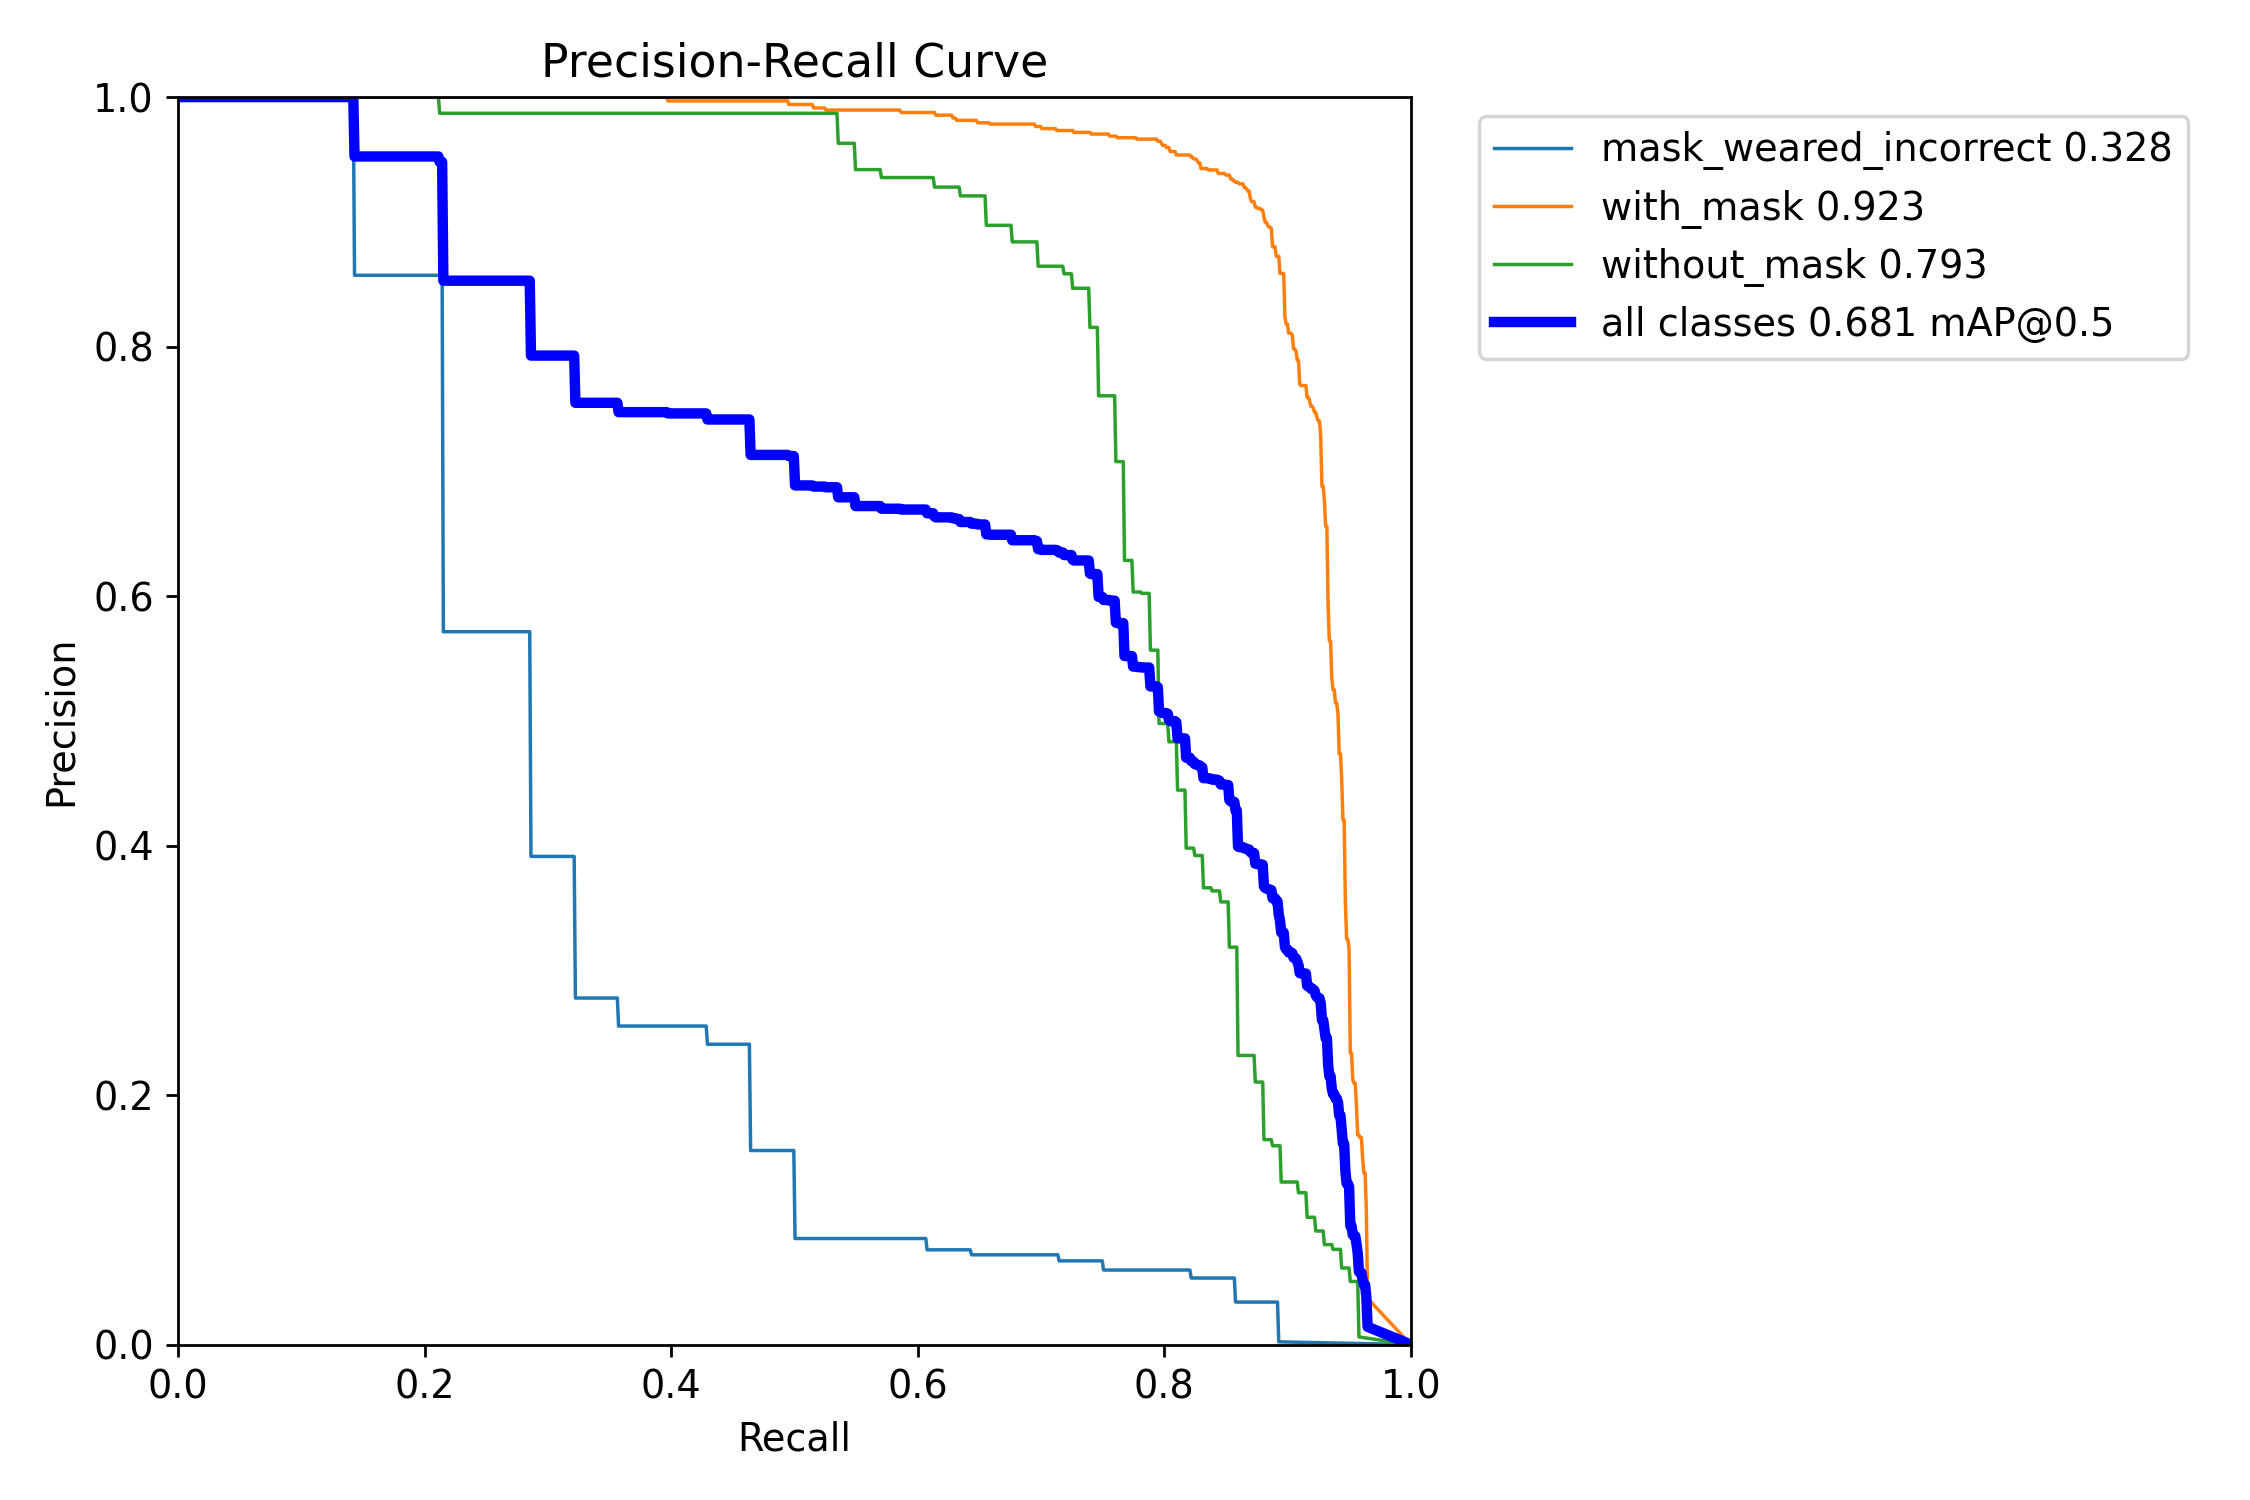 Precision-Recall Curve
1.0
0.8
0.6
0.4
0.2
0.0
Precision
0.0 0.2 0.4 0.6 0.8 1.0
Recall
mask_weared_incorrect 0.328
with_mask 0.923
without_mask 0.793
all classes 0.681 mAP@0.5